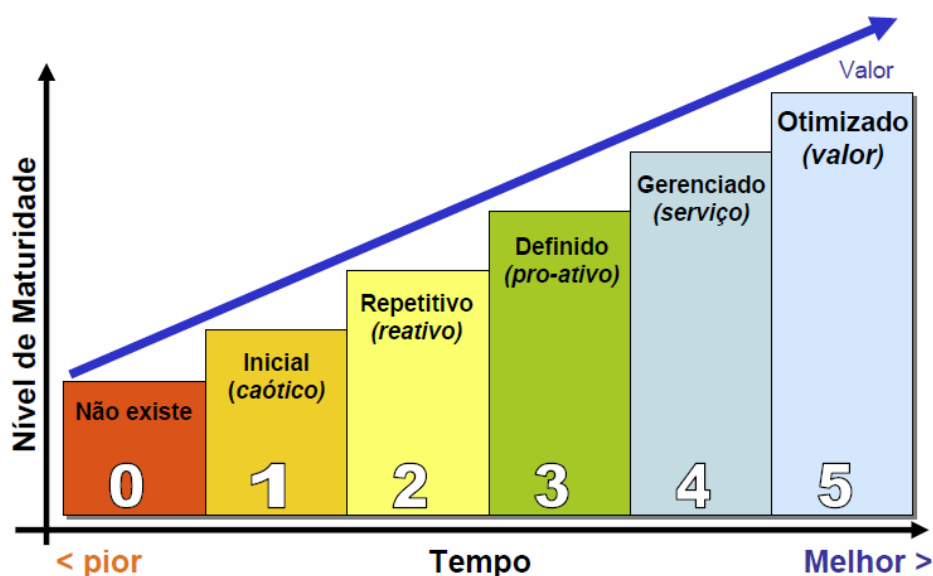 Valor
Otimizado
(valor)
Gerenciado
(serviço)
Definido
(pro-ativo)
Repetitivo
(reativo)
Inicial
(caótico)
Não existe
Nível de Maturidade
0 1 2 3 4 5
< pior Tempo Melhor >